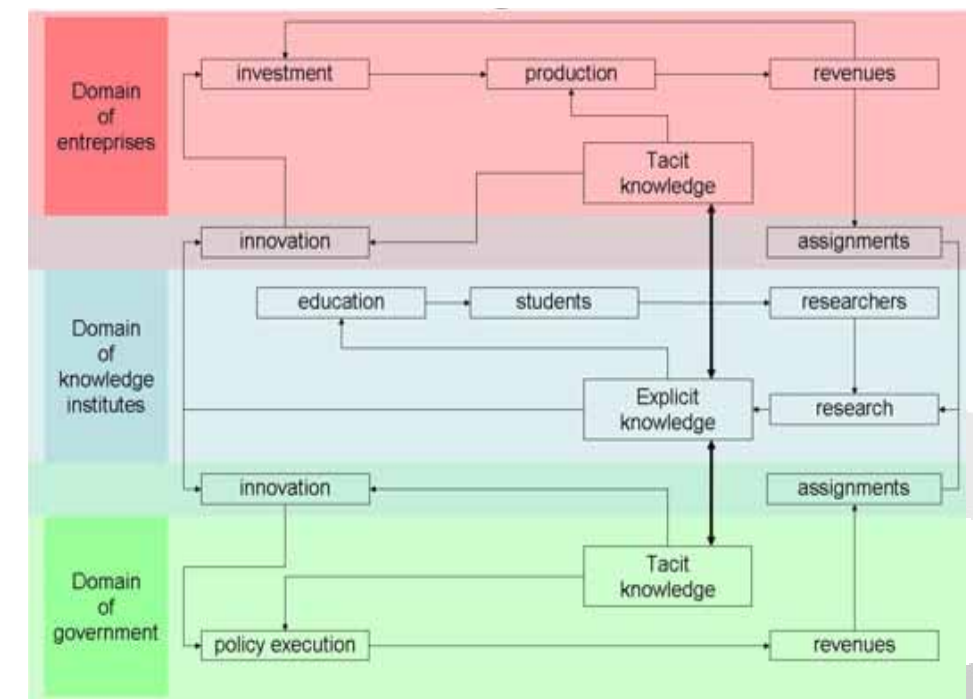 Domain
of
entreprises
investment
production
revenues
Tacit
knowledge
innovation
assignments
Domain
of
knowledge
institutes
education
students
researchers
Explicit
knowledge
research
innovation
assignments
Domain
of
government
Tacit
knowledge
policy execution
revenues